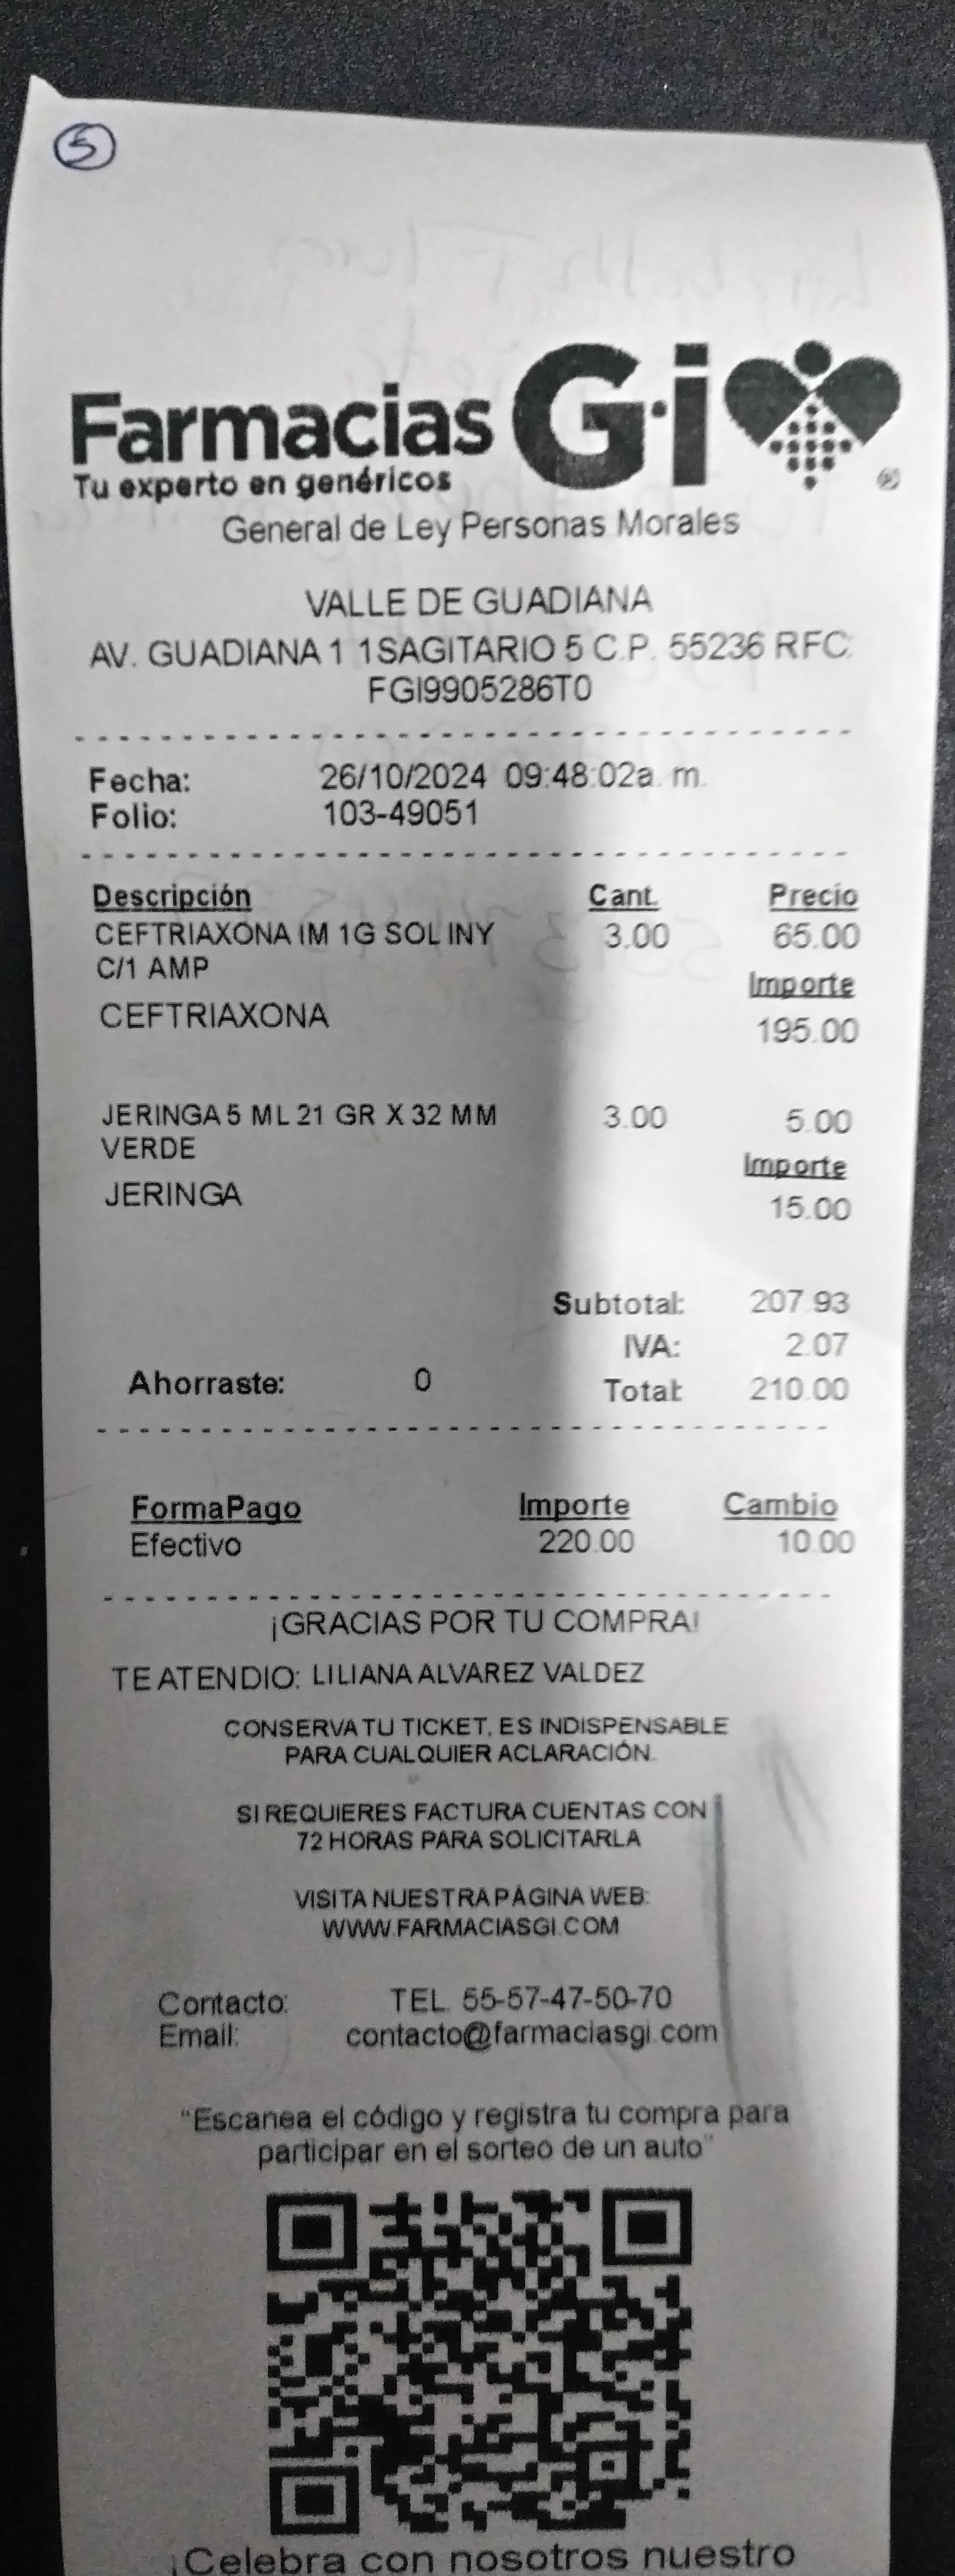 5
Farmacias Gi
Tu experto en genéricos
General de Ley Personas Morales
VALLE DE GUADIANA
AV. GUADIANA 1 1SAGITARIO 5 C.P. 55236 RFC:
FGI9905286T0
Fecha: 26/10/2024 09:48:02a. m.
Folio: 103-49051
Descripción Cant. Precio
CEFTRIAXONA IM 1G SOL INY 3.00 65.00
C/1 AMP
Importe
CEFTRIAXONA
195.00
JERINGA 5 ML 21 GR X 32 MM 3.00 5.00
VERDE
Importe
JERINGA
15.00
Subtotal: 207.93
IVA: 2.07
Ahorraste: 0 Total: 210.00
FormaPago Importe Cambio
Efectivo 220.00 10.00
¡GRACIAS POR TU COMPRA!
TE ATENDIO: LILIANA ALVAREZ VALDEZ
CONSERVA TU TICKET, ES INDISPENSABLE
PARA CUALQUIER ACLARACIÓN.
SI REQUIERES FACTURA CUENTAS CON
72 HORAS PARA SOLICITARLA
VISITA NUESTRA PÁGINA WEB:
WWW.FARMACIASGI.COM
Contacto: TEL. 55-57-47-50-70
Email: contacto@farmaciasgi.com
"Escanea el código y registra tu compra para
participar en el sorteo de un auto"
¡Celebra con nosotros nuestro